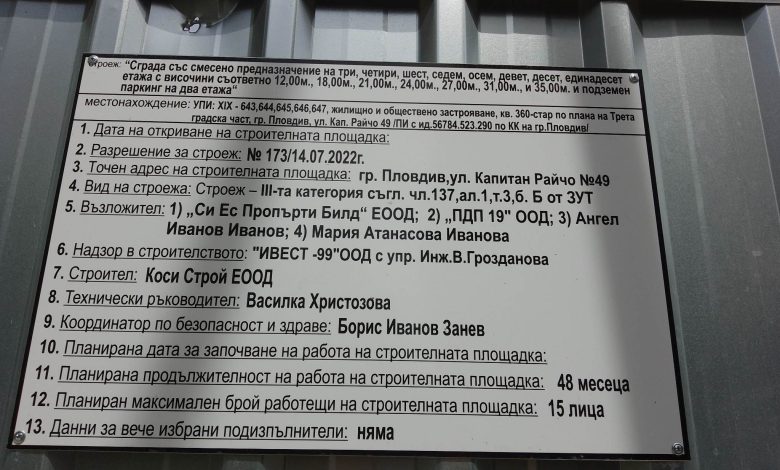 Строеж: "Сграда със смесено предназначение на три, четири, шест, седем, осем, девет, десет, единадесет
етажа с височини съответно 12,00м., 18,00м., 21,00м., 24,00м., 27,00м., 31,00м., и 35,00м. и подземен
паркинг на два етажа"
местонахождение: УПИ: XIX - 643,644,645,646,647, жилищно и обществено застрояване, кв. 360-стар по плана на Трета
градска част, гр. Пловдив, ул. Кап. Райчо 49 /ПИ с ид.56784.523.290 по КК на гр.Пловдив/
1. Дата на откриване на строителната площадка:
2. Разрешение за строеж: № 173/14.07.2022г.
3. Точен адрес на строителната площадка: гр. Пловдив,ул. Капитан Райчо №49
4. Вид на строежа: Строеж – III-та категория съгл. чл.137,ал.1,т.3,б. Б от ЗУТ
5. Възложител: 1) „Си Ес Пропърти Билд" ЕООД; 2) „ПДП 19" ООД; 3) Ангел
Иванов Иванов; 4) Мария Атанасова Иванова
6. Надзор в строителството: "ИВЕСТ -99"ООД с упр. Инж.В.Грозданова
7. Строител: Коси Строй ЕООД
8. Технически ръководител: Василка Христозова
9. Координатор по безопасност и здраве: Борис Иванов Занев
10. Планирана дата за започване на работа на строителната площадка:
11. Планирана продължителност на работа на строителната площадка: 48 месеца
12. Планиран максимален брой работещи на строителната площадка: 15 лица
13. Данни за вече избрани подизпълнители: няма